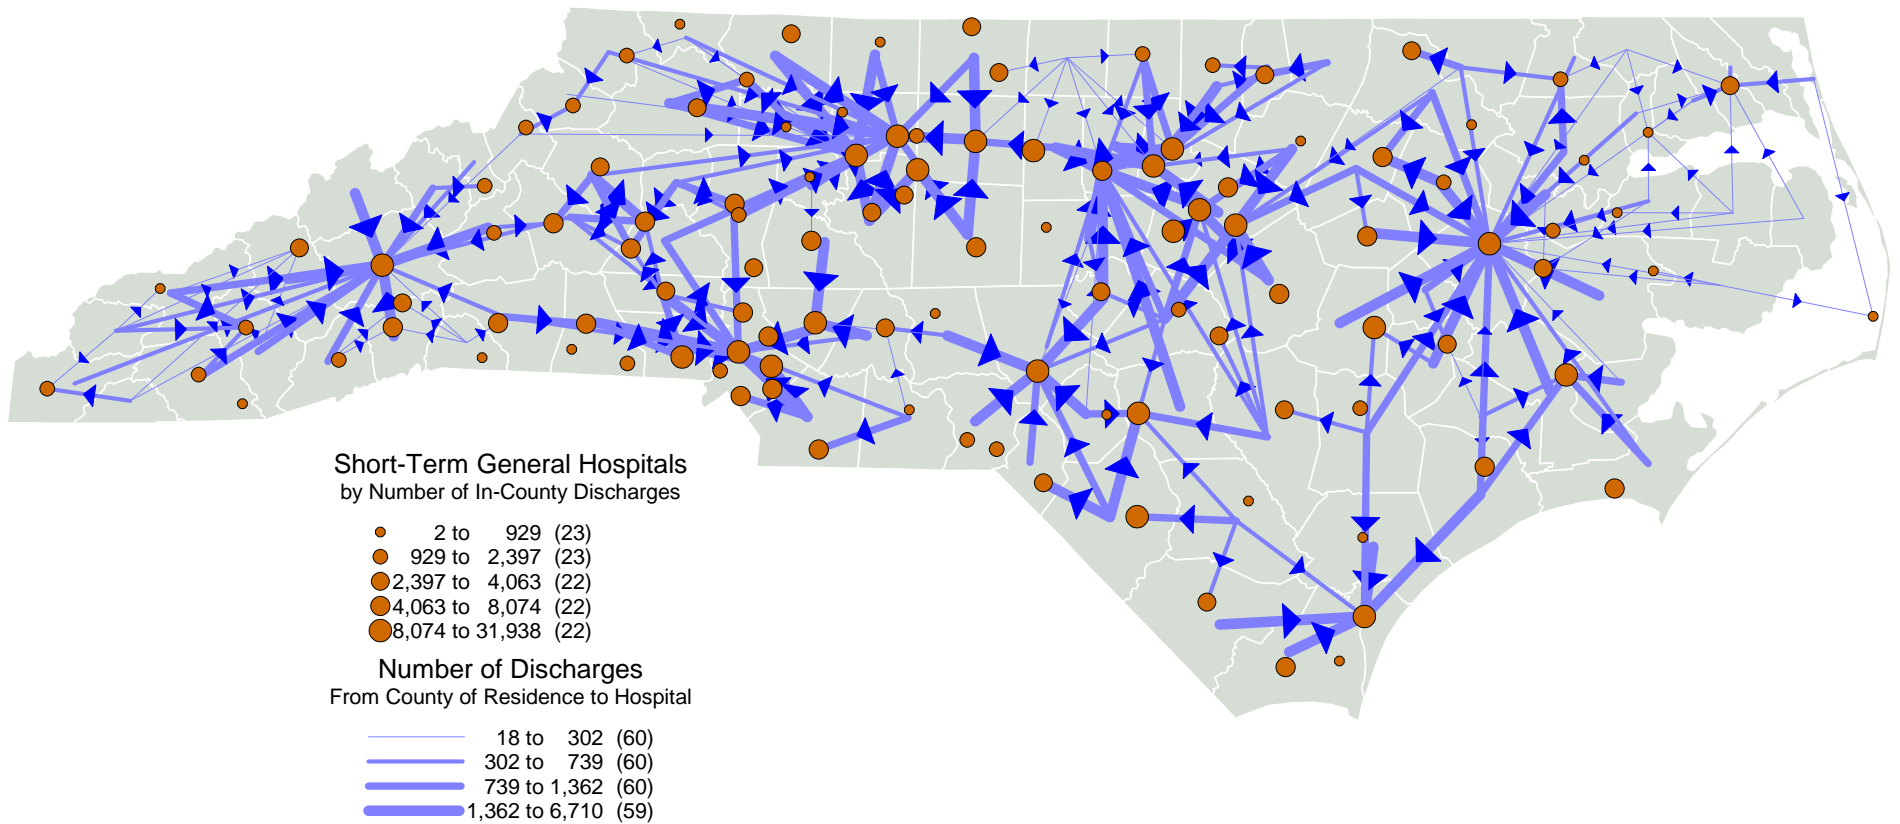 Short-Term General Hospitals
by Number of In-County Discharges
2 to 929 (23)
929 to 2,397 (23)
2,397 to 4,063 (22)
4,063 to 8,074 (22)
8,074 to 31,938 (22)
Number of Discharges
From County of Residence to Hospital
18 to 302 (60)
302 to 739 (60)
739 to 1,362 (60)
1,362 to 6,710 (59)